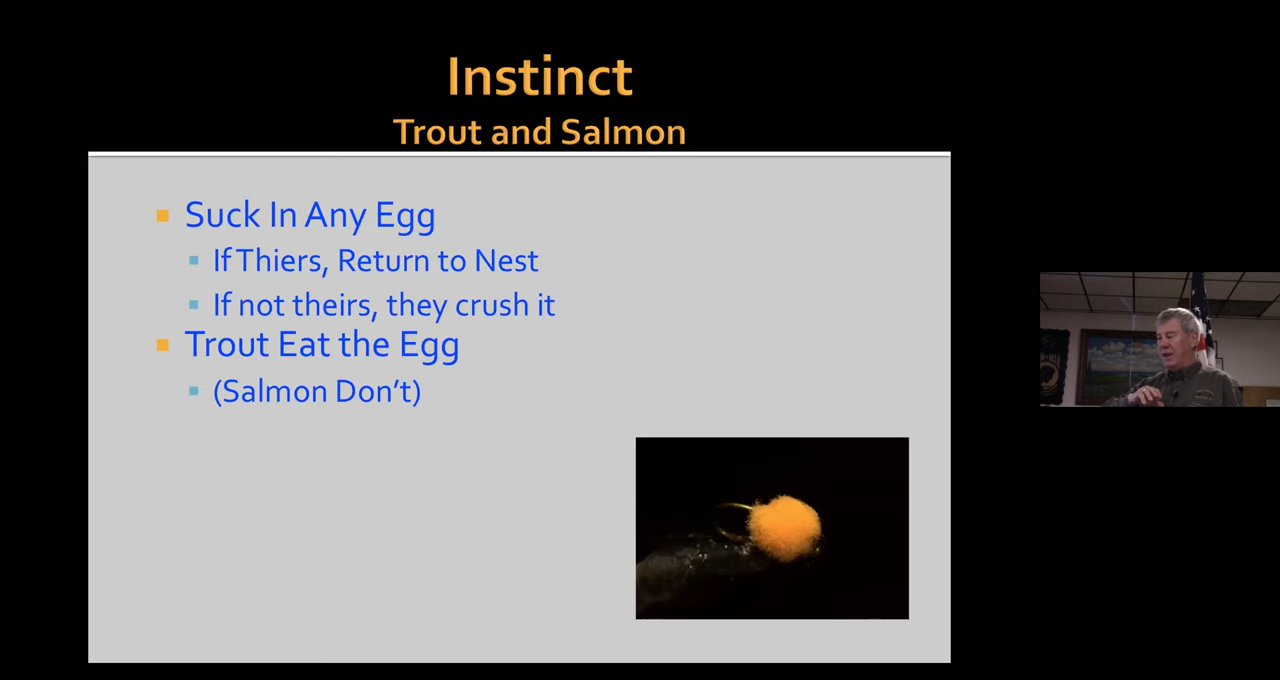 Instinct
Trout and Salmon
Suck In Any Egg
If Thiers, Return to Nest
If not theirs, they crush it
Trout Eat the Egg
(Salmon Don't)